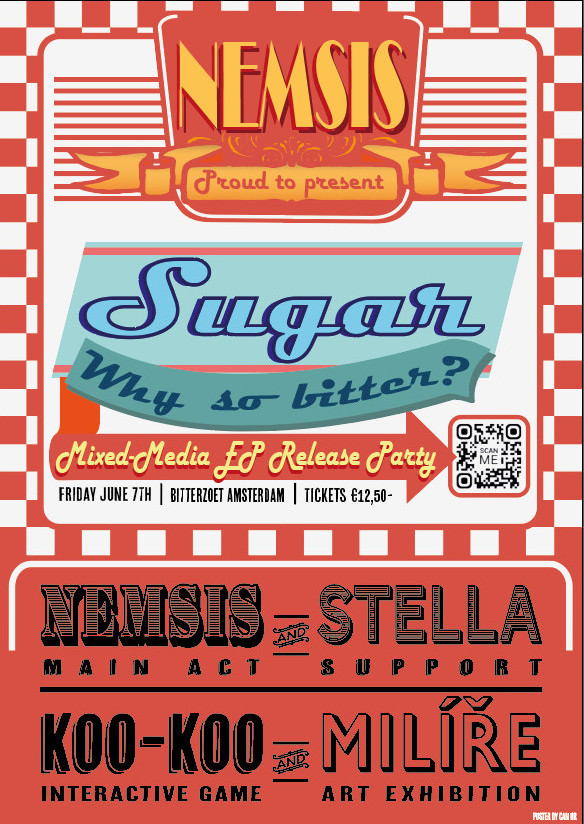 NEMSIS
Proud to present
Sugar
Why so bitter?
Mixed-Media EP Release Party
SCAN ME
FRIDAY JUNE 7TH | BITTERZOET AMSTERDAM | TICKETS €12,50-
NEMSIS AND STELLA
MAIN ACT SUPPORT
KOO-KOO AND MILÍŘE
INTERACTIVE GAME ART EXHIBITION
POSTER BY CAN